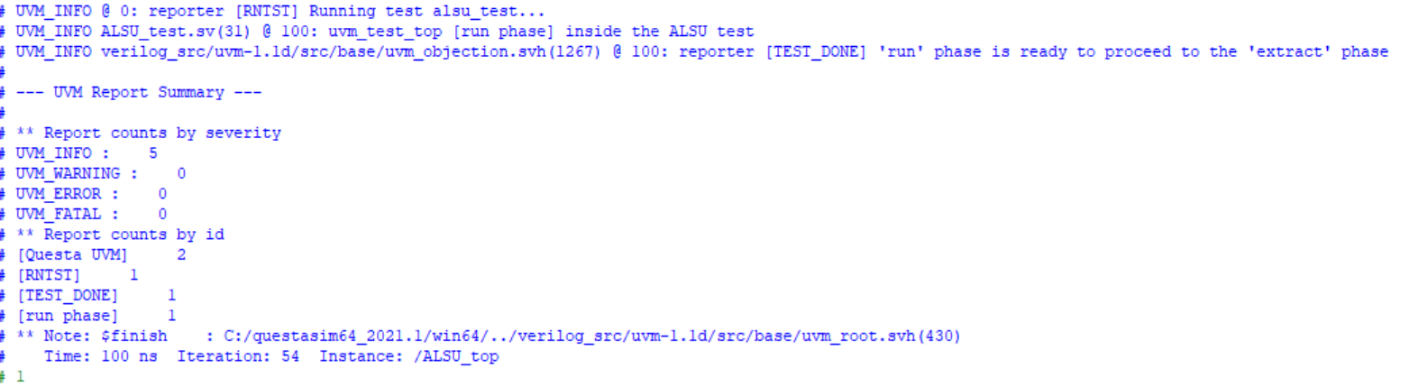 # UVM_INFO @ 0: reporter [RNTST] Running test alsu_test...
# UVM_INFO ALSU_test.sv(31) @ 100: uvm_test_top [run phase] inside the ALSU test
# UVM_INFO verilog_src/uvm-1.1d/src/base/uvm_objection.svh(1267) @ 100: reporter [TEST_DONE] 'run' phase is ready to proceed to the 'extract' phase
#
# --- UVM Report Summary ---
#
# ** Report counts by severity
# UVM_INFO :    5
# UVM_WARNING :    0
# UVM_ERROR :    0
# UVM_FATAL :    0
# ** Report counts by id
# [Questa UVM]     2
# [RNTST]     1
# [TEST_DONE]     1
# [run phase]     1
# ** Note: $finish    : C:/questasim64_2021.1/win64/../verilog_src/uvm-1.1d/src/base/uvm_root.svh(430)
#    Time: 100 ns  Iteration: 54  Instance: /ALSU_top
# 1